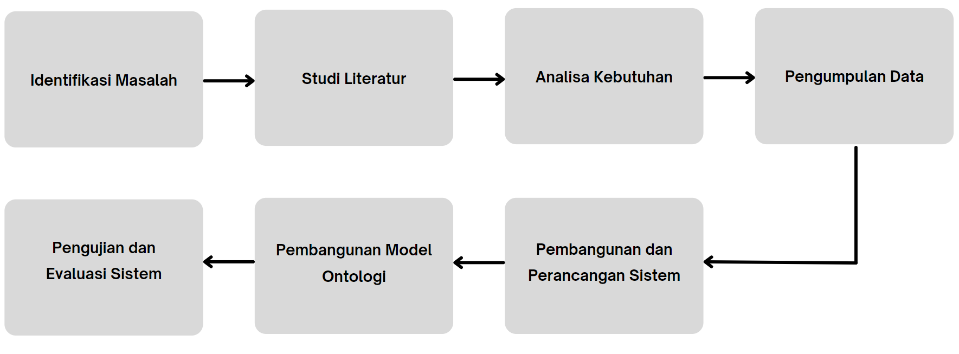 Identifikasi Masalah
Studi Literatur
Analisa Kebutuhan
Pengumpulan Data
Pembangunan dan
Perancangan Sistem
Pembangunan Model
Ontologi
Pengujian dan
Evaluasi Sistem